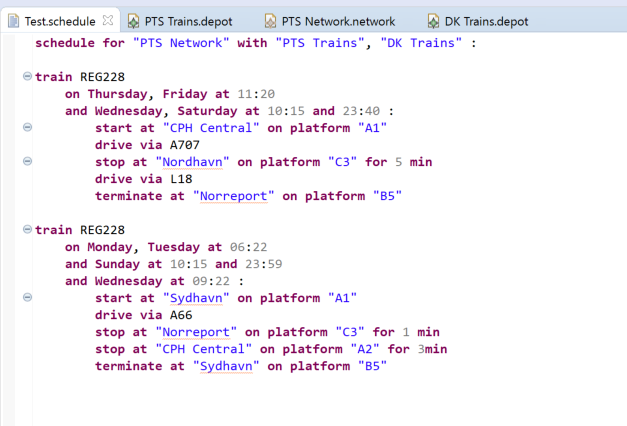 Test.schedule PTS Trains.depot PTS Network.network DK Trains.depot
schedule for "PTS Network" with "PTS Trains", "DK Trains" :
train REG228
on Thursday, Friday at 11:20
and Wednesday, Saturday at 10:15 and 23:40 :
start at "CPH Central" on platform "A1"
drive via A707
stop at "Nordhavn" on platform "C3" for 5 min
drive via L18
terminate at "Norreport" on platform "B5"
train REG228
on Monday, Tuesday at 06:22
and Sunday at 10:15 and 23:59
and Wednesday at 09:22 :
start at "Sydhavn" on platform "A1"
drive via A66
stop at "Norreport" on platform "C3" for 1 min
stop at "CPH Central" on platform "A2" for 3min
terminate at "Sydhavn" on platform "B5"